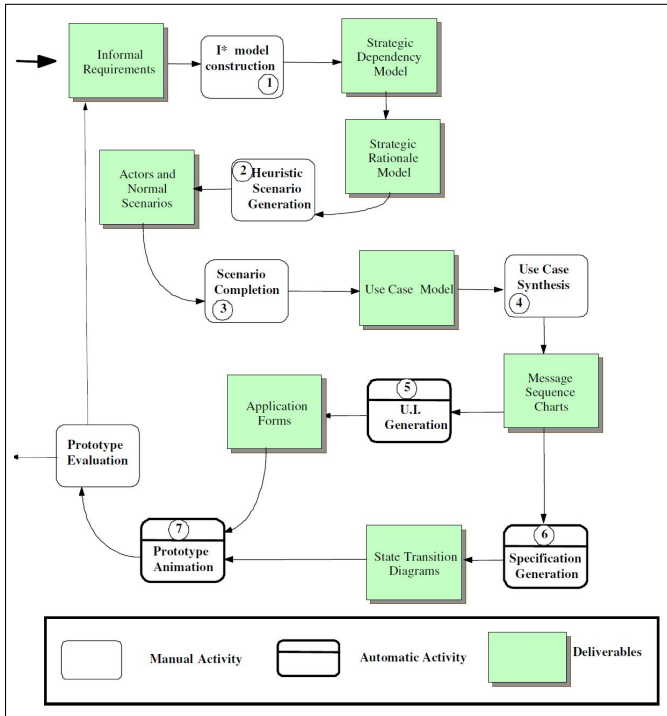 Informal
Requirements
I* model
construction
1
Strategic
Dependency
Model
Strategic
Rationale
Model
2
Heuristic
Scenario
Generation
Actors and
Normal
Scenarios
Scenario
Completion
3
Use Case Model
Use Case
Synthesis
4
Message
Sequence
Charts
5
U.I.
Generation
Application
Forms
Prototype
Evaluation
6
Specification
Generation
State Transition
Diagrams
7
Prototype
Animation
Manual Activity
Automatic Activity
Deliverables